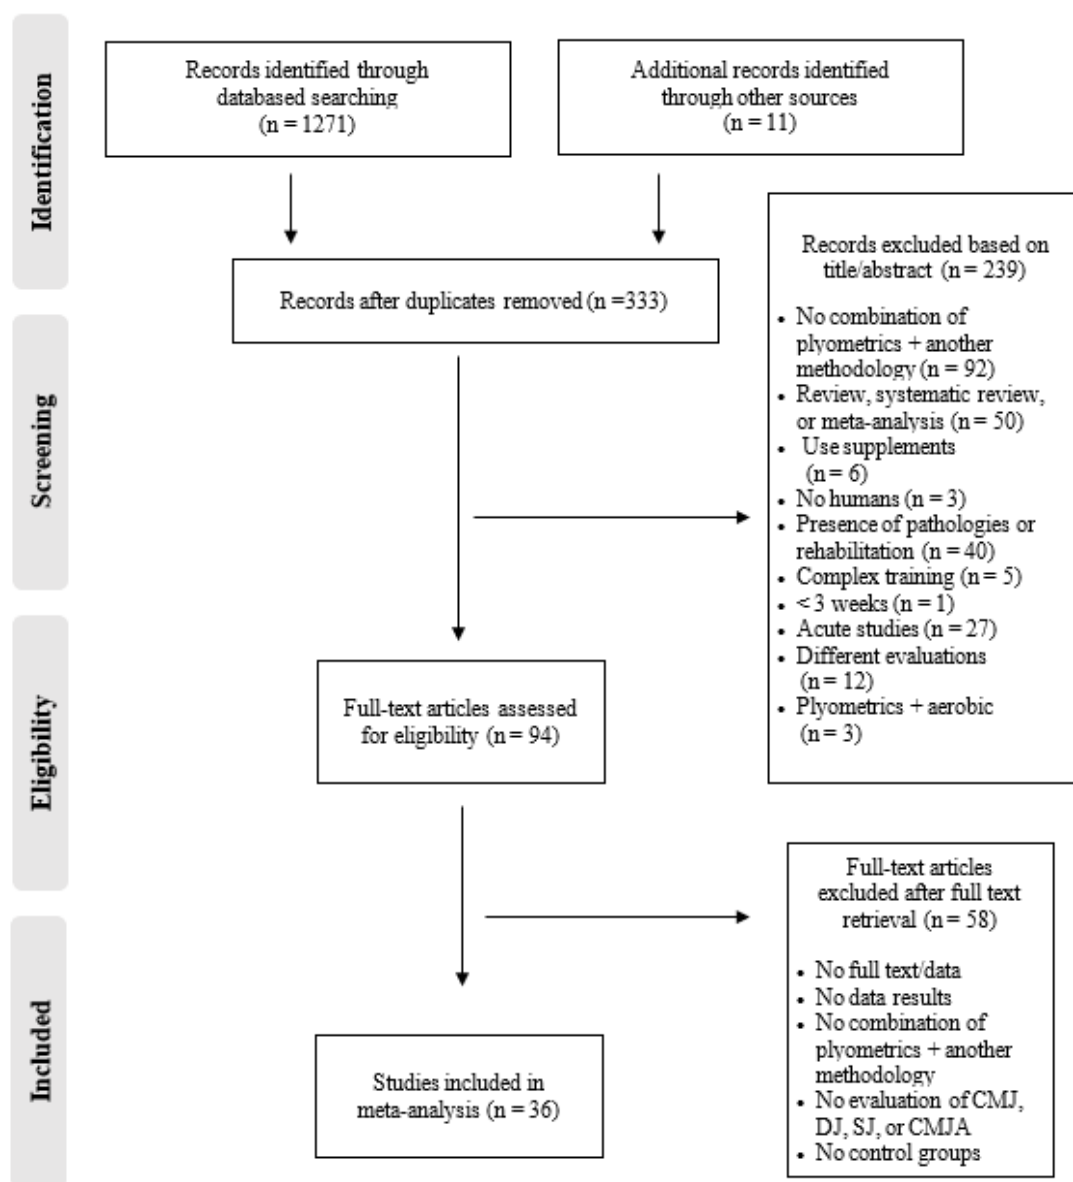 Identification
Records identified through
databased searching
(n = 1271)
Additional records identified
through other sources
(n = 11)
Records after duplicates removed (n =333)
Screening
Records excluded based on
title/abstract (n = 239)
• No combination of
plyometrics + another
methodology (n = 92)
• Review, systematic review,
or meta-analysis (n = 50)
• Use supplements
(n = 6)
• No humans (n = 3)
• Presence of pathologies or
rehabilitation (n = 40)
• Complex training (n = 5)
• < 3 weeks (n = 1)
• Acute studies (n = 27)
• Different evaluations
(n = 12)
• Plyometrics + aerobic
(n = 3)
Eligibility
Full-text articles assessed
for eligibility (n = 94)
Full-text articles
excluded after full text
retrieval (n = 58)
• No full text/data
• No data results
• No combination of
plyometrics + another
methodology
• No evaluation of CMJ,
DJ, SJ, or CMJA
• No control groups
Included
Studies included in
meta-analysis (n = 36)